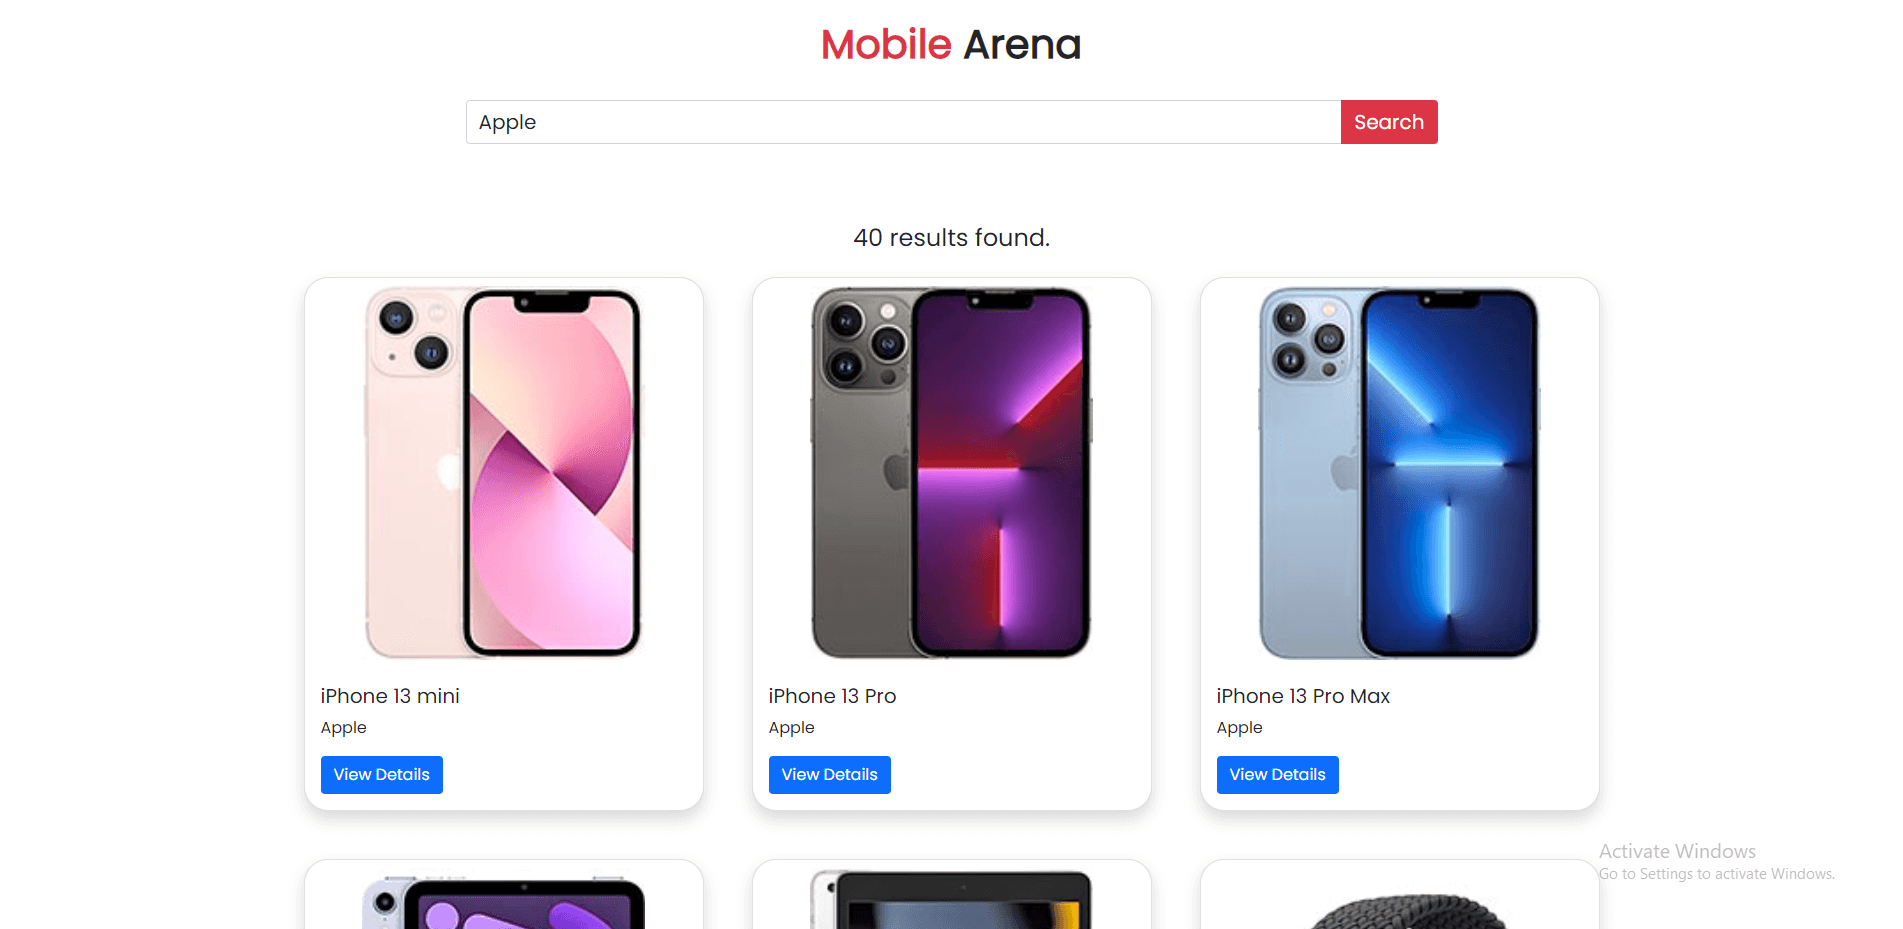 Mobile Arena
Apple
Search
40 results found.
iPhone 13 mini
Apple
View Details
iPhone 13 Pro
Apple
View Details
iPhone 13 Pro Max
Apple
View Details
Activate Windows
Go to Settings to activate Windows.